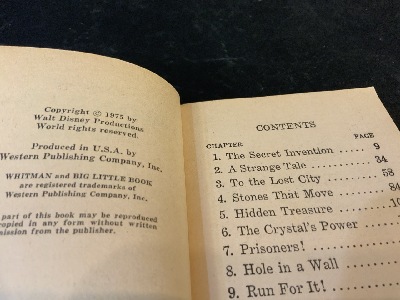 Copyright © 1975 by
Walt Disney Productions
World rights reserved.
Produced in U.S.A. by
Western Publishing Company, Inc.
WHITMAN and BIG LITTLE BOOK
are registered trademarks of
Western Publishing Company, Inc.
part of this book may be reproduced
copied in any form without written
mission from the publisher.
CONTENTS
CHAPTER PAGE
1. The Secret Invention . . . 9
2. A Strange Tale . . . . . . . 34
3. To the Lost City . . . . . . 58
4. Stones That Move . . . . . . 84
5. Hidden Treasure . . . . . . 10
6. The Crystal's Power . . . .
7. Prisoners! . . . . . . . .
8. Hole in a Wall . . . . . .
9. Run For It! . . . . . .